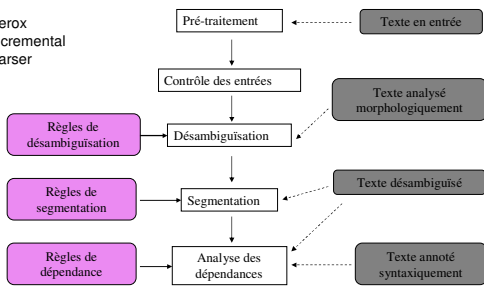 erox
cremental
arser
Pré-traitement
Texte en entrée
Contrôle des entrées
Texte analysé
morphologiquement
Règles de
désambiguïsation
Désambiguïsation
Texte désambiguïsé
Règles de
segmentation
Segmentation
Règles de
dépendance
Analyse des
dépendances
Texte annoté
syntaxiquement